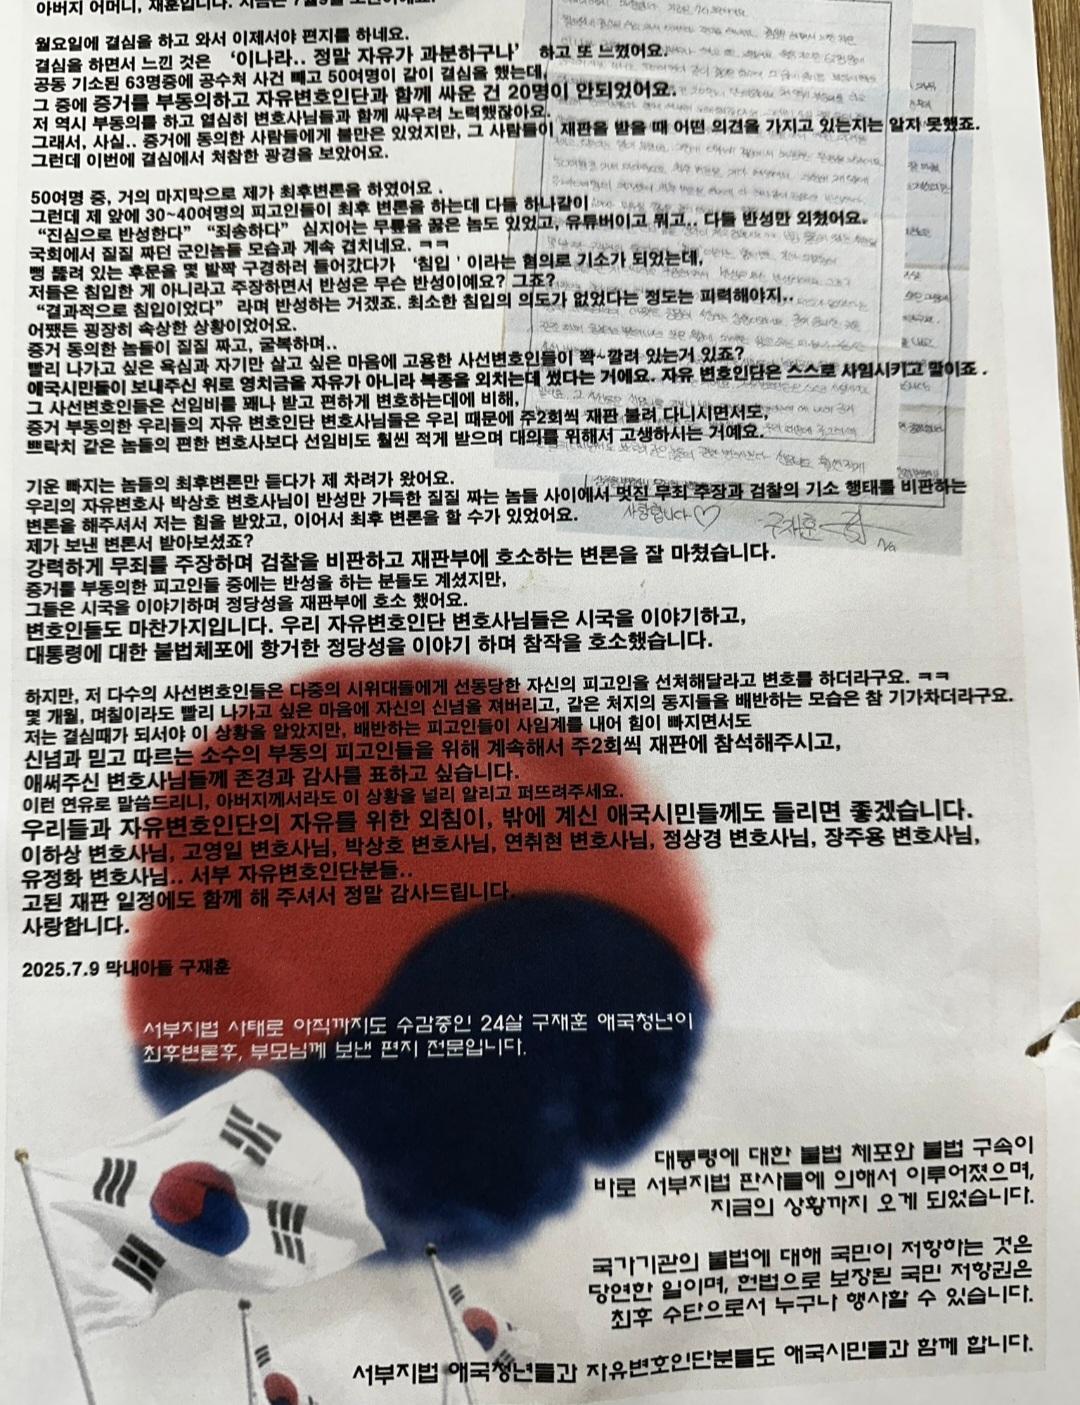 아버지 어머니, 재훈입니다.
월요일에 결심을 하고 와서 이제서야 편지를 하네요.
결심을 하면서 느낀 것은 ‘이나라.. 정말 자유가 과분하구나’ 하고 또 느꼈어요.
공동 기소된 63명중에 공수처 사건 빼고 50여명이 같이 결심을 했는데,
그 중에 증거를 부동의하고 자유변호인단과 함께 싸운 건 20명이 안되었어요.
저 역시 부동의를 하고 열심히 변호사님들과 함께 싸우려 노력했잖아요.
그래서, 사실.. 증거에 동의한 사람들에게 불만은 있었지만, 그 사람들이 재판을 받을 때 어떤 의견을 가지고 있는지는 알지 못했죠.
그런데 이번에 결심에서 처참한 광경을 보았어요.
50여명 중, 거의 마지막으로 제가 최후변론을 하였어요 .
그런데 제 앞에 30~40여명의 피고인들이 최후 변론을 하는데 다들 하나같이
“진심으로 반성한다” “죄송하다” 심지어는 무릎을 꿇은 놈도 있었고, 유튜버이고 뭐고.. 다들 반성만 외쳤어요.
국회에서 질질 짜던 군인놈들 모습과 계속 겹치네요. ㅋㅋ
뻥 뚫려 있는 후문을 몇 발짝 구경하러 들어갔다가 ‘침입 ' 이라는 혐의로 기소가 되었는데,
저들은 침입한 게 아니라고 주장하면서 반성은 무슨 반성이예요? 그죠?
“결과적으로 침입이었다” 라며 반성하는 거겠죠. 최소한 침입의 의도가 없었다는 정도는 피력해야지..
어쨌든 굉장히 속상한 상황이었어요.
증거 동의한 놈들이 질질 짜고, 굴복하며..
빨리 나가고 싶은 욕심과 자기만 살고 싶은 마음에 고용한 사선변호인들이 쫙~깔려 있는거 있죠?
애국시민들이 보내주신 위로 영치금을 자유가 아니라 복종을 외치는데 썼다는 거에요. 자유 변호인단은 스스로 사임시키고 말이죠 .
그 사선변호인들은 선임비를 꽤나 받고 편하게 변호하는데에 비해,
증거 부동의한 우리들의 자유 변호인단 변호사님들은 우리 때문에 주2회씩 재판 불려 다니시면서도,
쁘락치 같은 놈들의 편한 변호사보다 선임비도 훨씬 적게 받으며 대의를 위해서 고생하시는 거예요.
기운 빠지는 놈들의 최후변론만 듣다가 제 차려가 왔어요.
우리의 자유변호사 박상호 변호사님이 반성만 가득한 질질 짜는 놈들 사이에서 멋진 무죄 주장과 검찰의 기소 행태를 비판하는
변론을 해주셔서 저는 힘을 받았고, 이어서 최후 변론을 할 수가 있었어요.
사랑합니다♡ 구재훈
제가 보낸 변론서 받아보셨죠?
강력하게 무죄를 주장하며 검찰을 비판하고 재판부에 호소하는 변론을 잘 마쳤습니다.
증거를 부동의한 피고인들 중에는 반성을 하는 분들도 계셨지만,
그들은 시국을 이야기하며 정당성을 재판부에 호소 했어요.
변호인들도 마찬가지입니다. 우리 자유변호인단 변호사님들은 시국을 이야기하고,
대통령에 대한 불법체포에 항거한 정당성을 이야기 하며 참작을 호소했습니다.
하지만, 저 다수의 사선변호인들은 다중의 시위대들에게 선동당한 자신의 피고인을 선처해달라고 변호를 하더라구요. ㅋㅋ
몇 개월, 며칠이라도 빨리 나가고 싶은 마음에 자신의 신념을 져버리고, 같은 처지의 동지들을 배반하는 모습은 참 기가차더라구요.
저는 결심때가 되서야 이 상황을 알았지만, 배반하는 피고인들이 사임계를 내어 힘이 빠지면서도
신념과 믿고 따르는 소수의 부동의 피고인들을 위해 계속해서 주2회씩 재판에 참석해주시고,
애써주신 변호사님들께 존경과 감사를 표하고 싶습니다.
이런 연유로 말씀드리니, 아버지께서라도 이 상황을 널리 알리고 퍼뜨려주세요.
우리들과 자유변호인단의 자유를 위한 외침이, 밖에 계신 애국시민들께도 들리면 좋겠습니다.
이하상 변호사님, 고영일 변호사님, 박상호 변호사님, 연취현 변호사님, 정상경 변호사님, 장주용 변호사님,
유정화 변호사님.. 서부 자유변호인단분들..
고된 재판 일정에도 함께 해 주셔서 정말 감사드립니다.
사랑합니다.
2025.7.9 막내아들 구재훈
서부지법 사태로 아직까지도 수감중인 24살 구재훈 애국청년이
최후변론후, 부모님께 보낸 편지 전문입니다.
대통령에 대한 불법 체포와 불법 구속이
바로 서부지법 판사들에 의해서 이루어졌으며,
지금의 상황까지 오게 되었습니다.
국가기관의 불법에 대해 국민이 저항하는 것은
당연한 일이며, 헌법으로 보장된 국민 저항권은
최후 수단으로서 누구나 행사할 수 있습니다.
서부지법 애국청년들과 자유변호인단분들도 애국시민들과 함께 합니다.